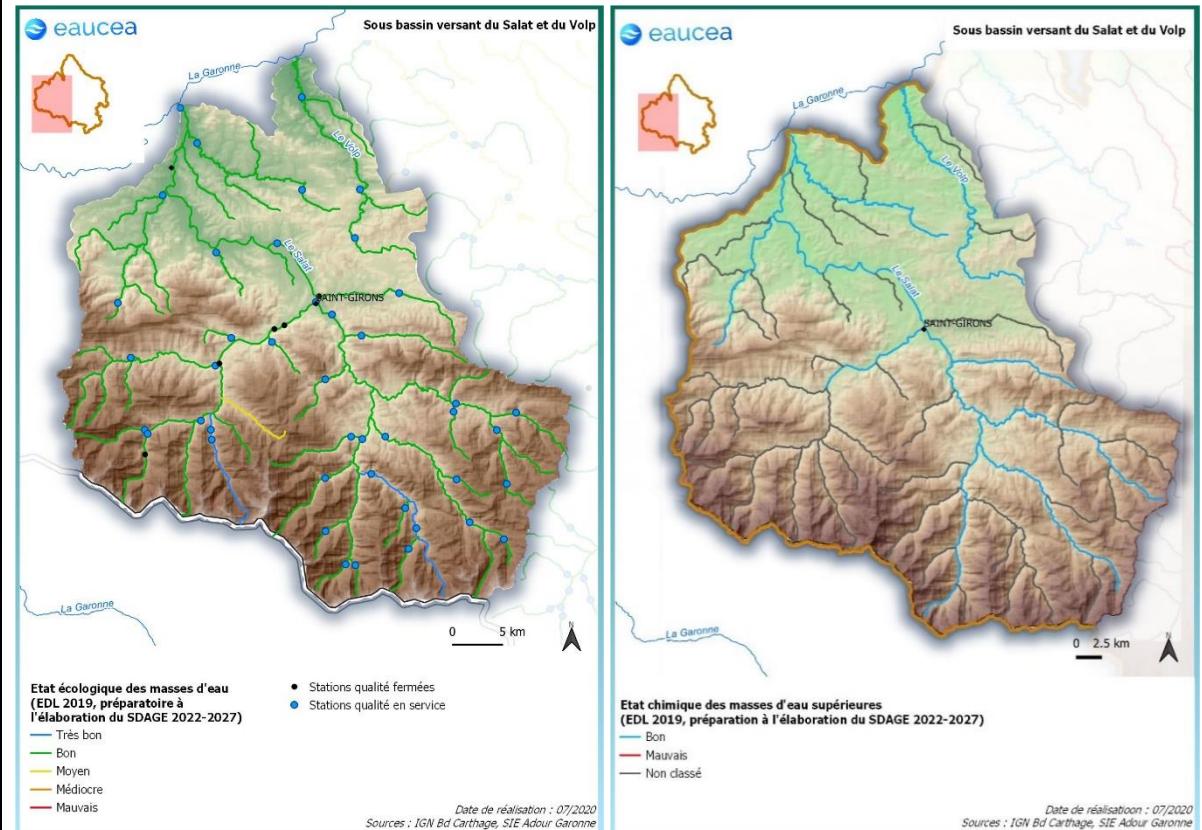 eaucea
Sous bassin versant du Salat et du Volp
La Garonne
Le Volp
Le Salat
SAINT-GIRONS
La Garonne
0 5 km
N
Etat écologique des masses d'eau
(EDL 2019, préparatoire à
l'élaboration du SDAGE 2022-2027)
Très bon
Bon
Moyen
Médiocre
Mauvais
Stations qualité fermées
Stations qualité en service
Date de réalisation : 07/2020
Sources : IGN Bd Carthage, SIE Adour Garonne
eaucea
Sous bassin versant du Salat et du Volp
La Garonne
Le Volp
Le Salat
SAINT-GIRONS
La Garonne
0 2.5 km
N
Etat chimique des masses d'eau supérieures
(EDL 2019, préparation à l'élaboration du SDAGE 2022-2027)
Bon
Mauvais
Non classé
Date de réalisatioon : 07/2020
Sources : IGN Bd Carthage, SIE Adour Garonne